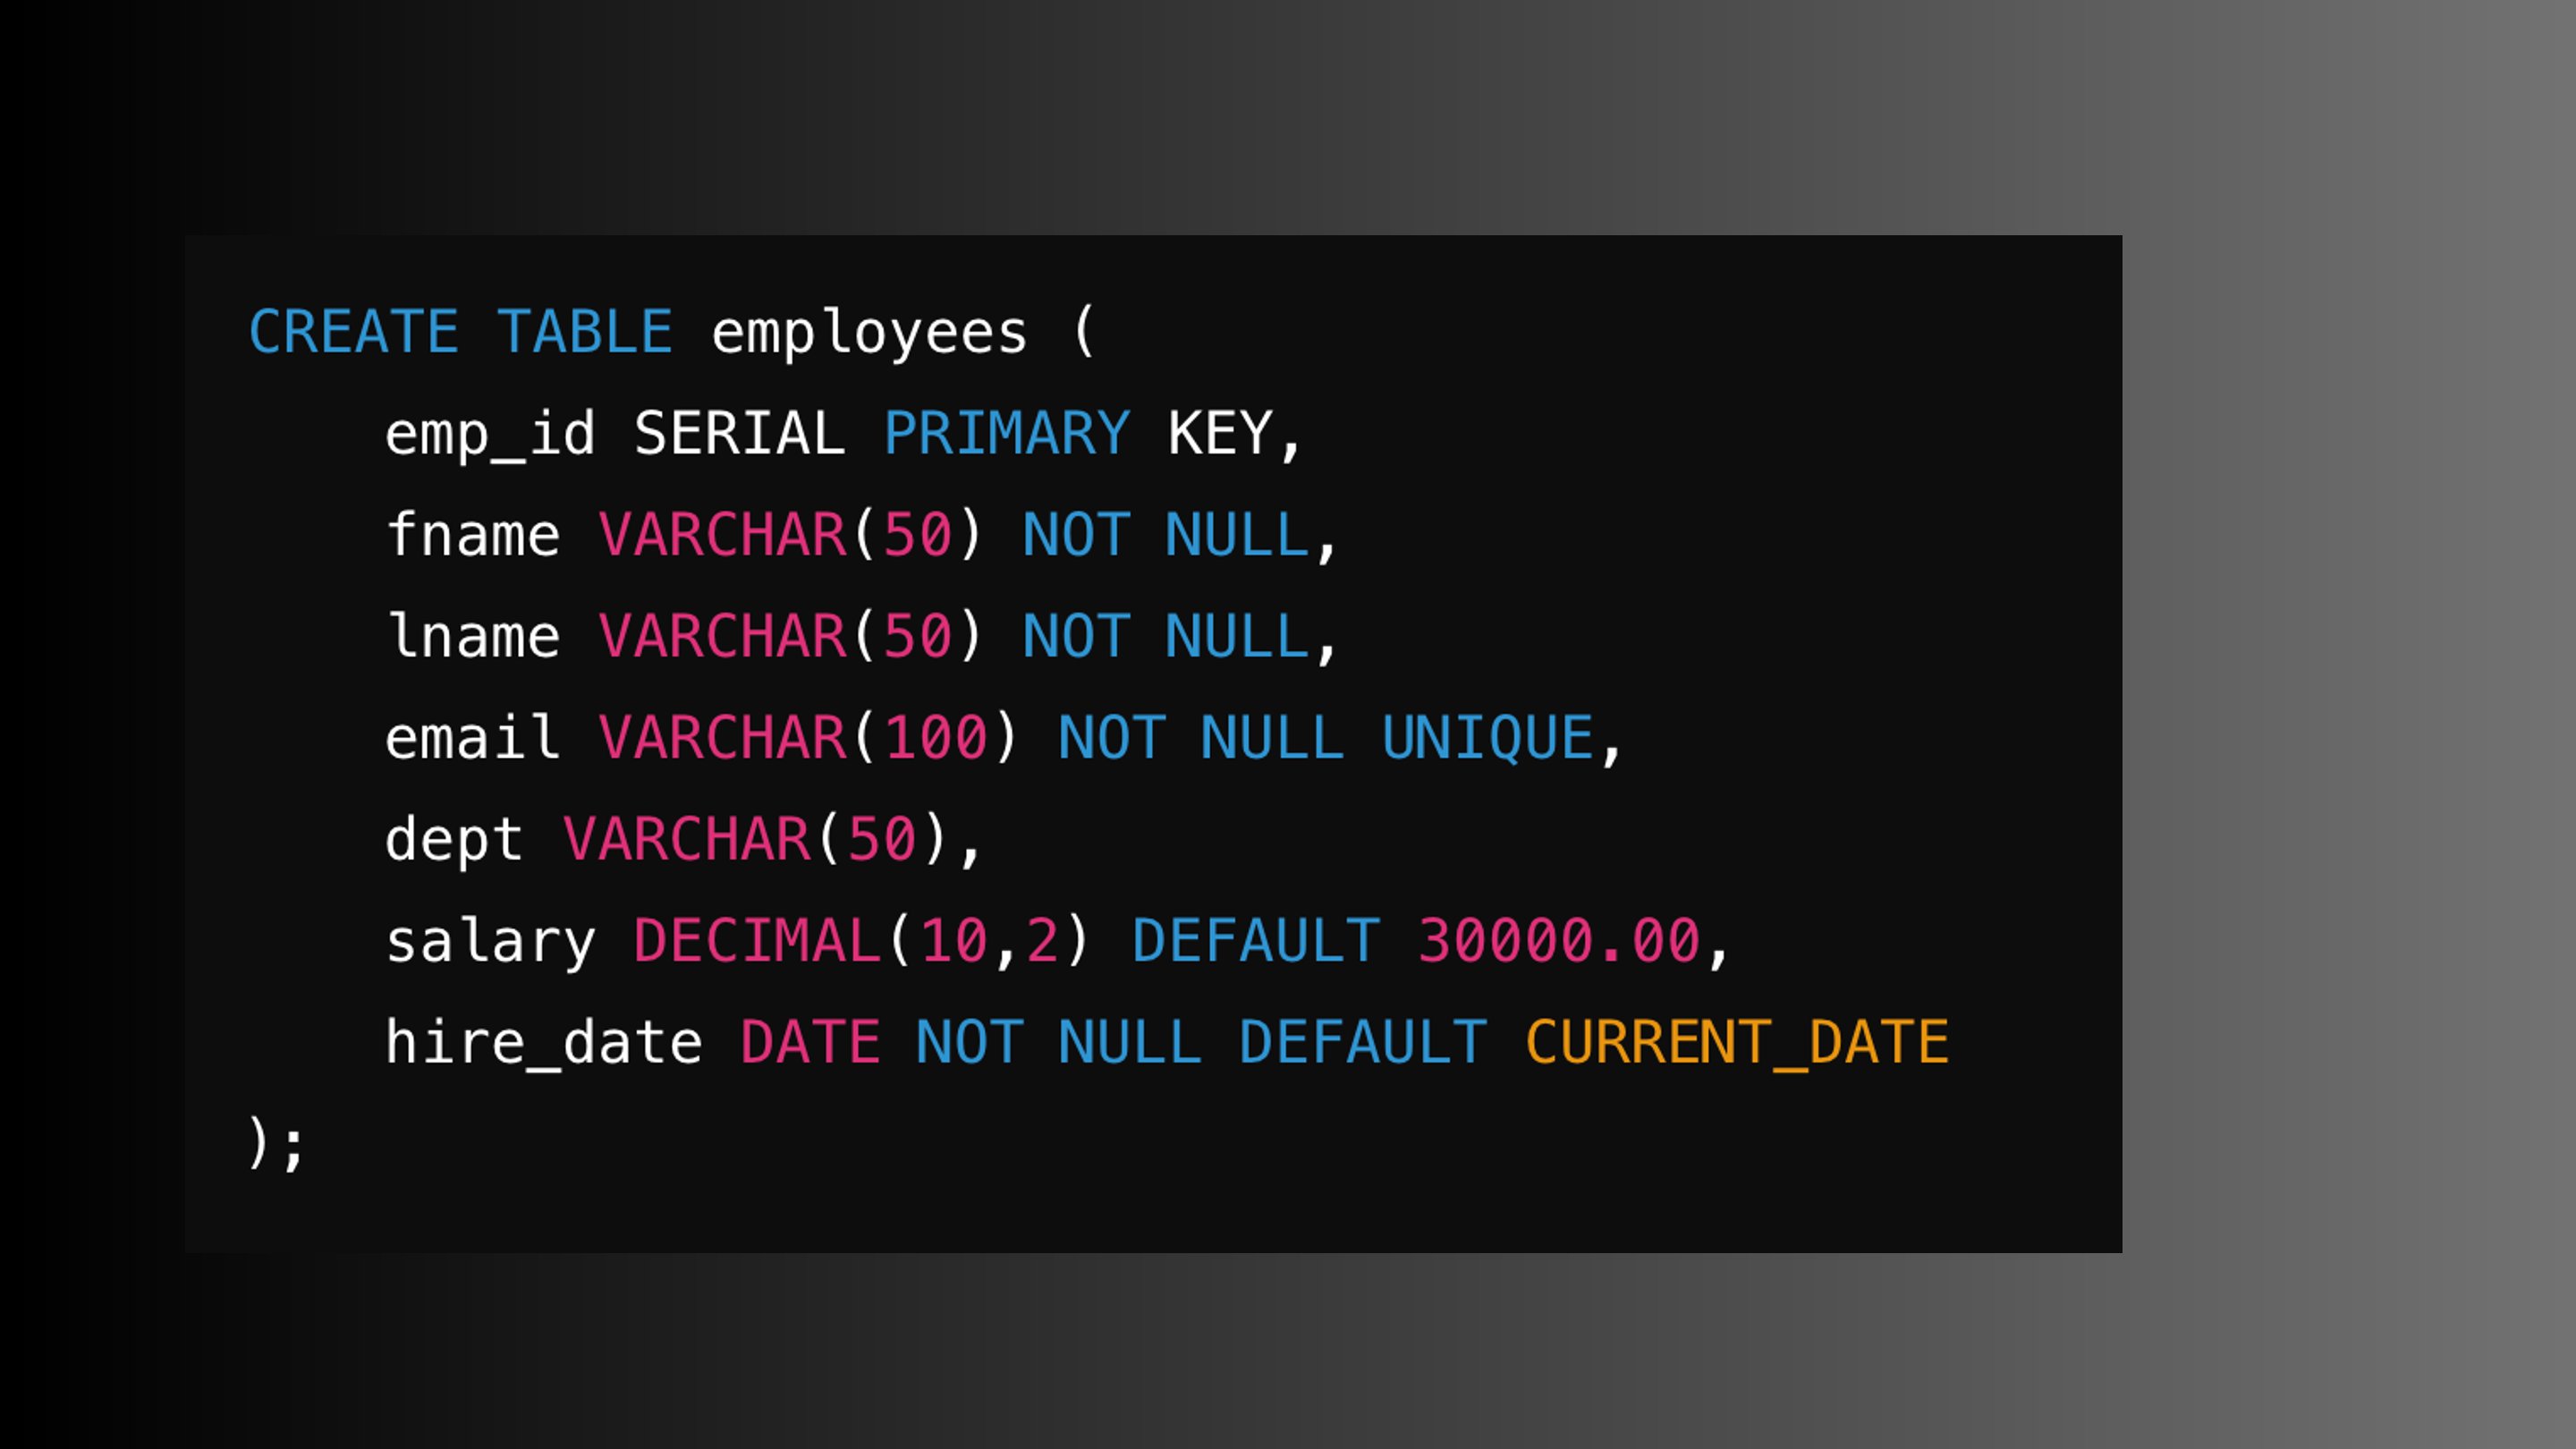 CREATE TABLE employees (
    emp_id SERIAL PRIMARY KEY,
    fname VARCHAR(50) NOT NULL,
    lname VARCHAR(50) NOT NULL,
    email VARCHAR(100) NOT NULL UNIQUE,
    dept VARCHAR(50),
    salary DECIMAL(10,2) DEFAULT 30000.00,
    hire_date DATE NOT NULL DEFAULT CURRENT_DATE
);